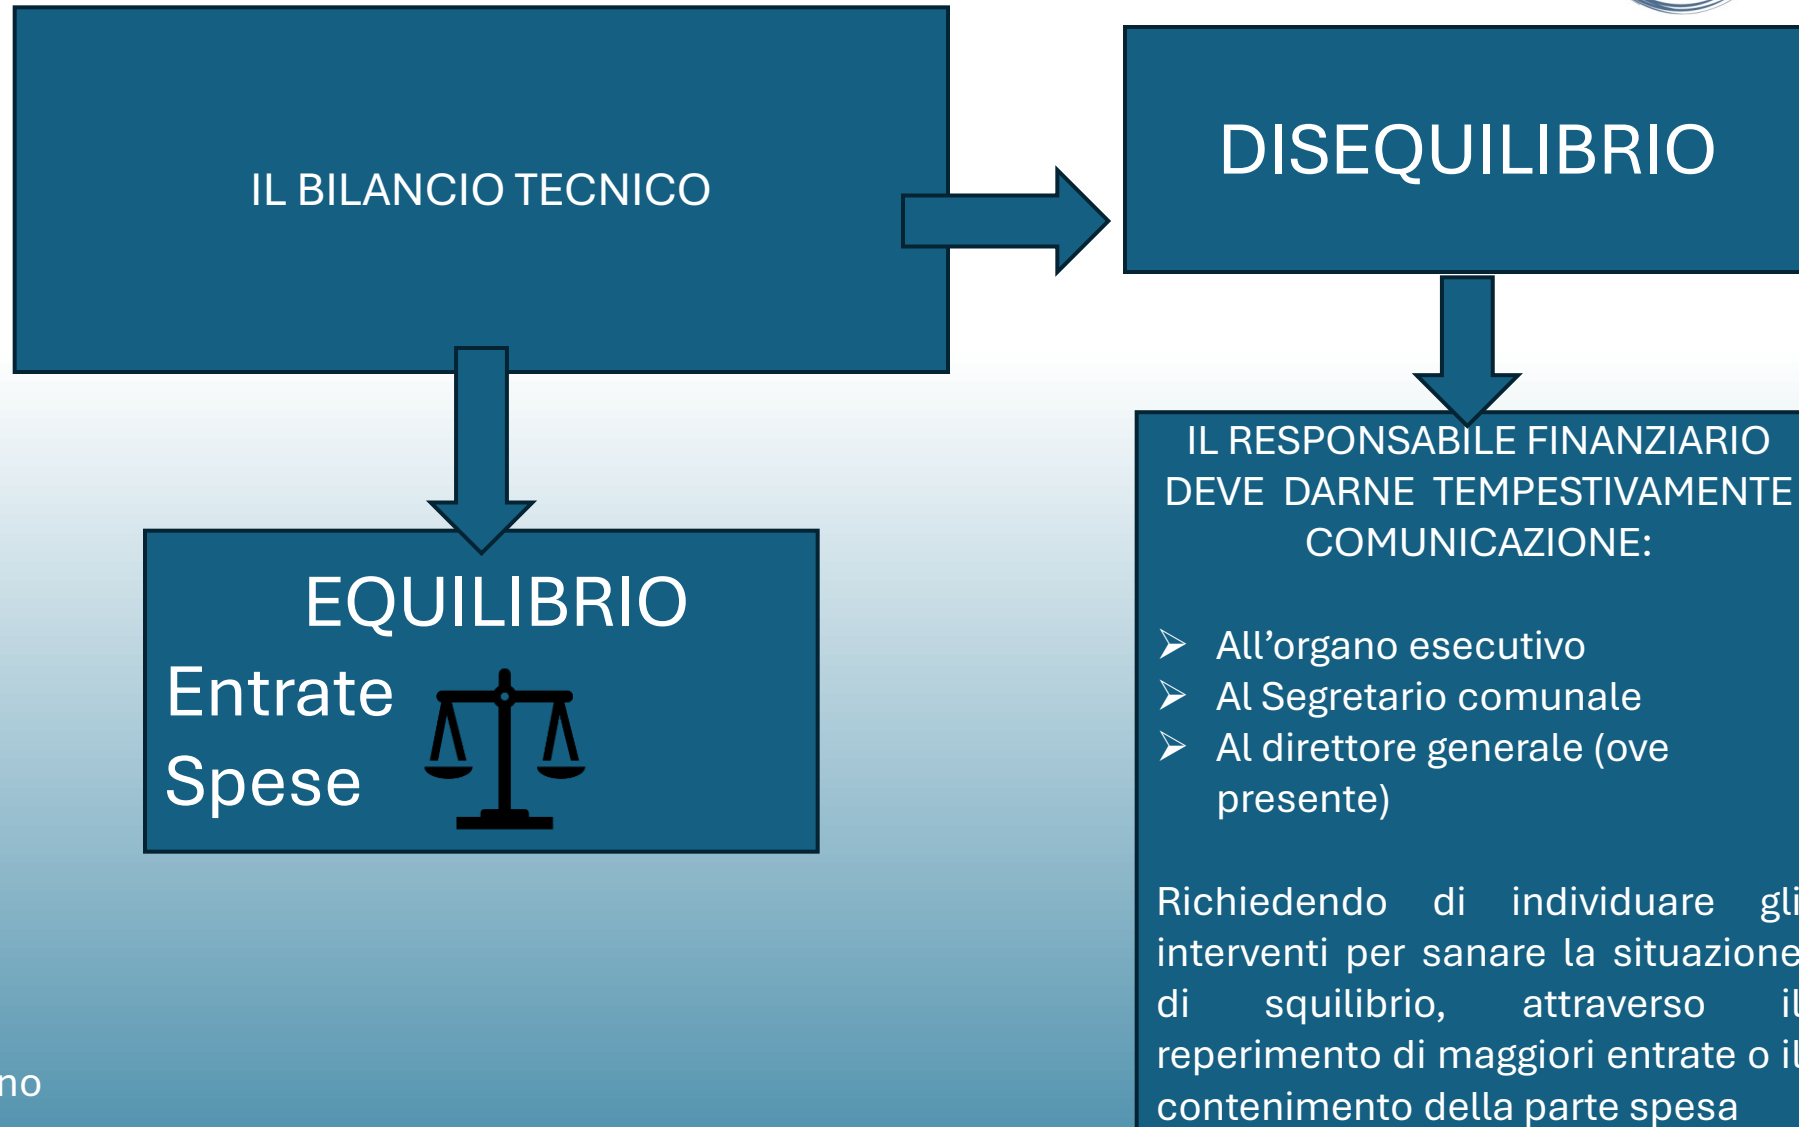 IL BILANCIO TECNICO
DISEQUILIBRIO
EQUILIBRIO
Entrate
Spese
IL RESPONSABILE FINANZIARIO
DEVE DARNE TEMPESTIVAMENTE
COMUNICAZIONE:
➢ All’organo esecutivo
➢ Al Segretario comunale
➢ Al direttore generale (ove
presente)
Richiedendo di individuare gli
interventi per sanare la situazione
di squilibrio, attraverso il
reperimento di maggiori entrate o il
contenimento della parte spesa
no